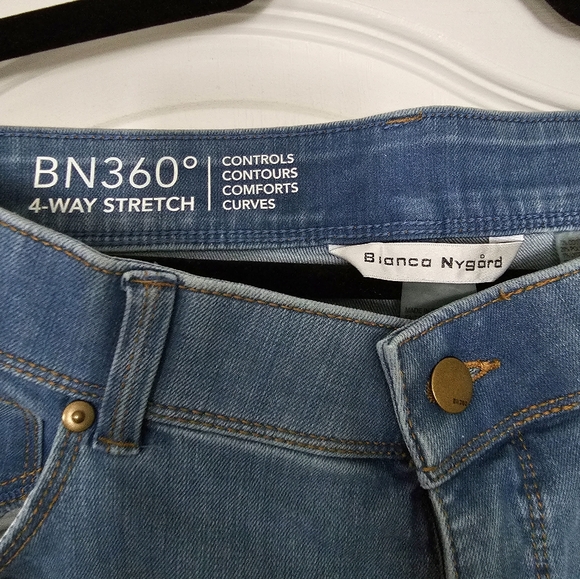 BN360°
4-WAY STRETCH
CONTROLS
CONTOURS
COMFORTS
CURVES
Bianca Nygård